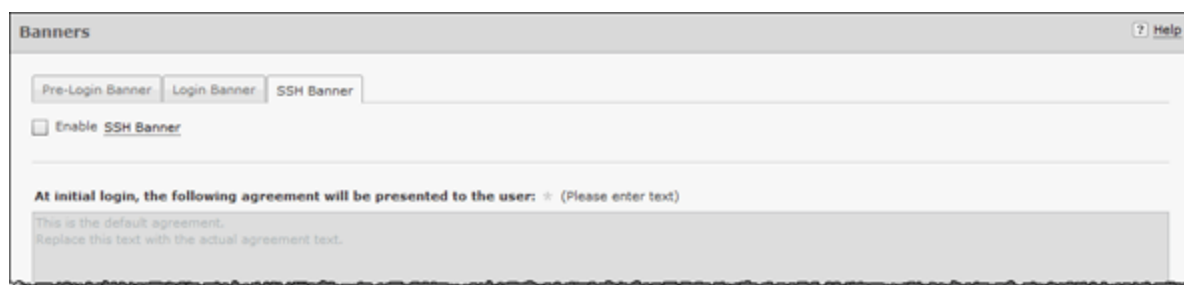 Banners
? Help
Pre-Login Banner Login Banner SSH Banner
Enable SSH Banner
At initial login, the following agreement will be presented to the user: * (Please enter text)
This is the default agreement.
Replace this text with the actual agreement text.